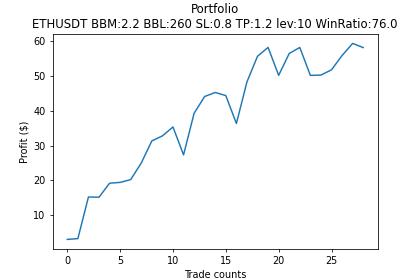 Portfolio
ETHUSDT BBM:2.2 BBL:260 SL:0.8 TP:1.2 lev:10 WinRatio:76.0
60
50
40
30
20
10
Profit ($)
0 5 10 15 20 25
Trade counts